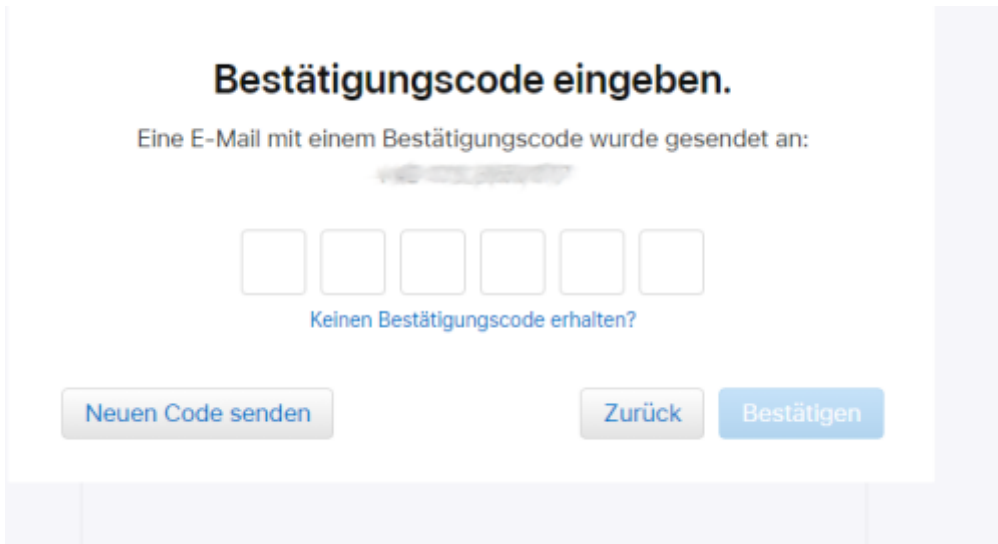 Bestätigungscode eingeben.
Eine E-Mail mit einem Bestätigungscode wurde gesendet an:
Keinen Bestätigungscode erhalten?
Neuen Code senden
Zurück
Bestätigen